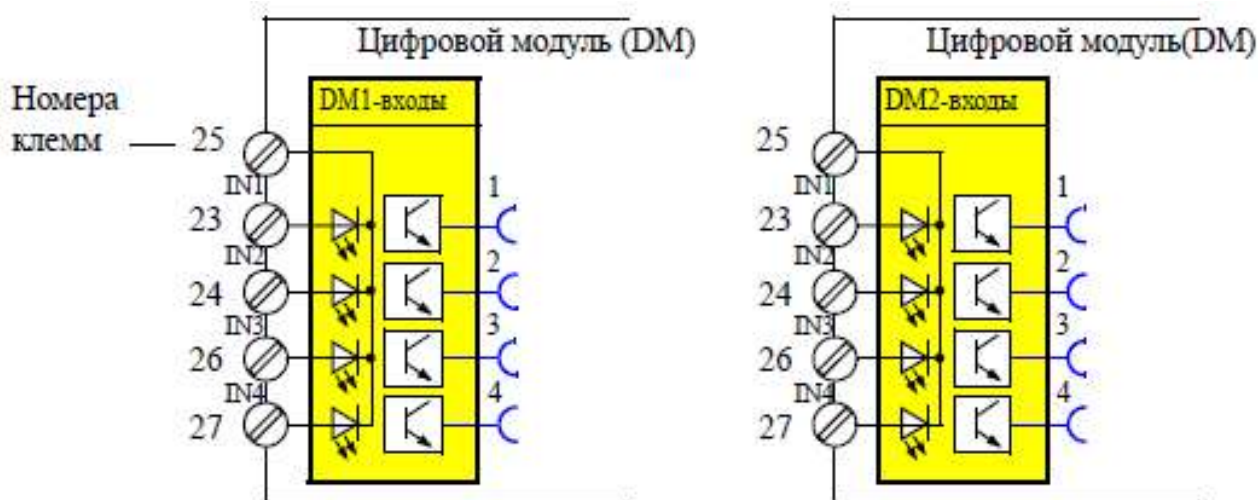 Цифровой модуль (DM)
Номера
клемм
DM1-входы
25
IN1
23
1
IN2
24
2
IN3
26
3
IN4
27
4
Цифровой модуль(DM)
DM2-входы
25
IN1
23
1
IN2
24
2
IN3
26
3
IN4
27
4